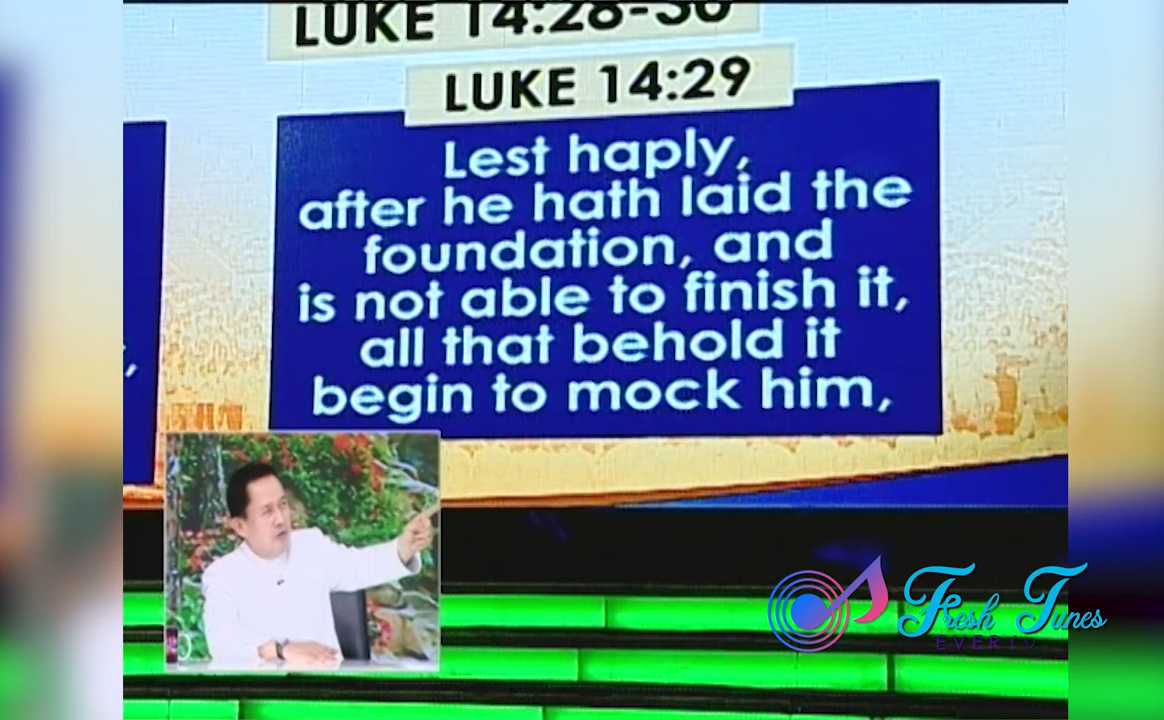 LUKE 14:28-30
LUKE 14:29
Lest haply,
after he hath laid the
foundation, and
is not able to finish it,
all that behold it
begin to mock him,
Fresh Tunes